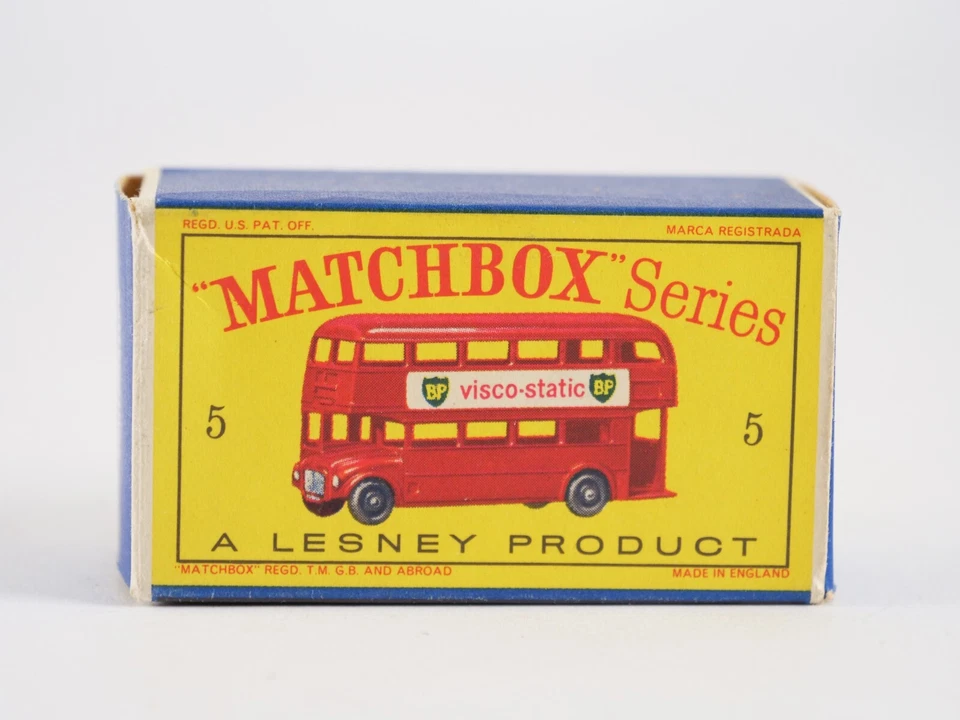 REGD. U.S. PAT. OFF. MARCA REGISTRADA
"MATCHBOX" Series
BP visco-static BP
5 5
A LESNEY PRODUCT
"MATCHBOX" REGD. T.M. G.B. AND ABROAD MADE IN ENGLAND